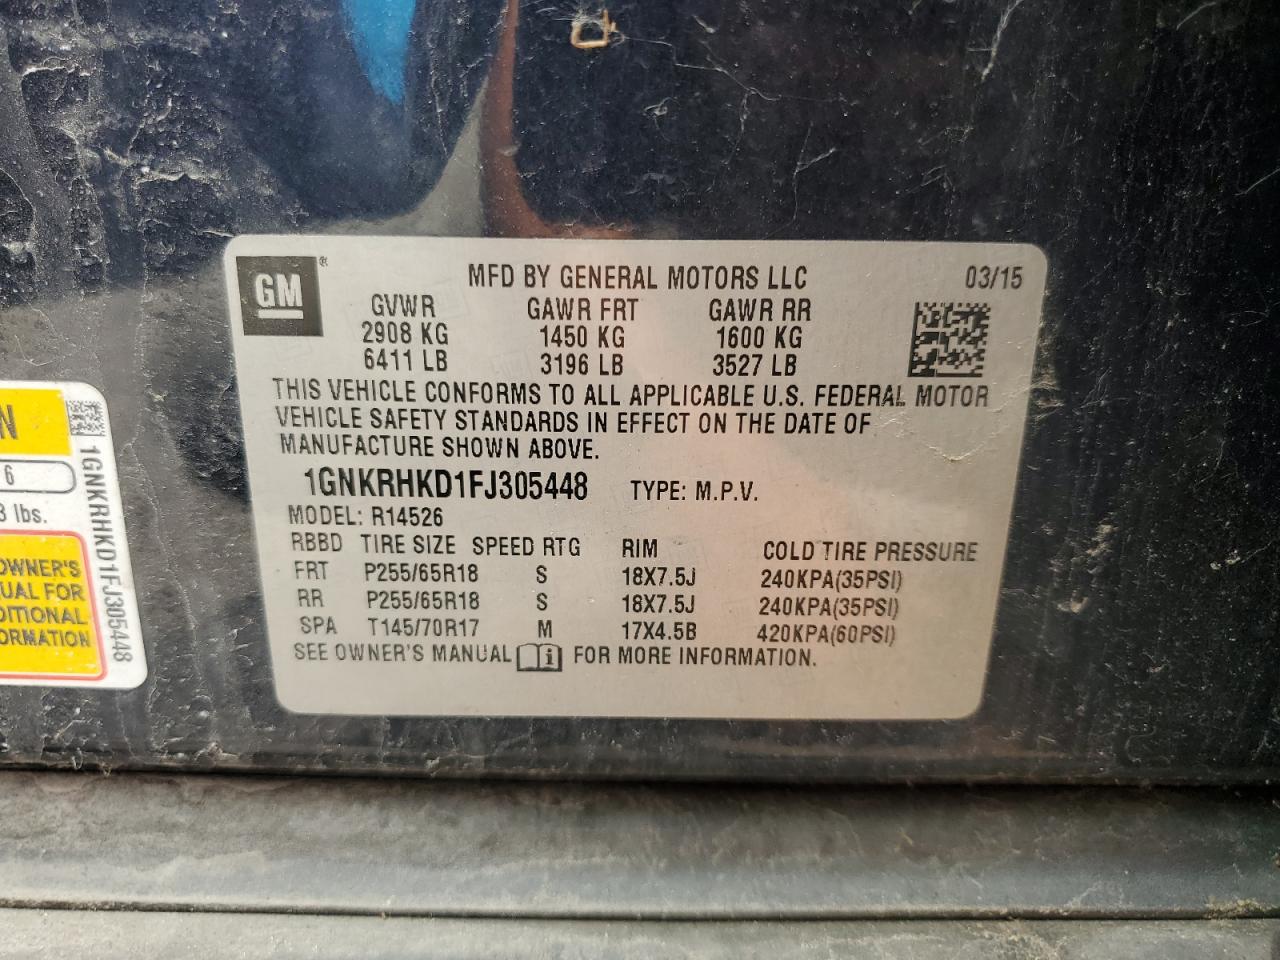 GM®
MFD BY GENERAL MOTORS LLC 03/15
GVWR GAWR FRT GAWR RR
2908 KG 1450 KG 1600 KG
6411 LB 3196 LB 3527 LB
THIS VEHICLE CONFORMS TO ALL APPLICABLE U.S. FEDERAL MOTOR
VEHICLE SAFETY STANDARDS IN EFFECT ON THE DATE OF
MANUFACTURE SHOWN ABOVE.
1GNKRHKD1FJ305448 TYPE: M.P.V.
MODEL: R14526
RBBD TIRE SIZE SPEED RTG RIM COLD TIRE PRESSURE
FRT P255/65R18 S 18X7.5J 240KPA(35PSI)
RR P255/65R18 S 18X7.5J 240KPA(35PSI)
SPA T145/70R17 M 17X4.5B 420KPA(60PSI)
SEE OWNER'S MANUAL i FOR MORE INFORMATION.
N
6
lbs.
OWNER'S
UAL FOR
DITIONAL
ORMATION
1GNKRHKD1FJ305448